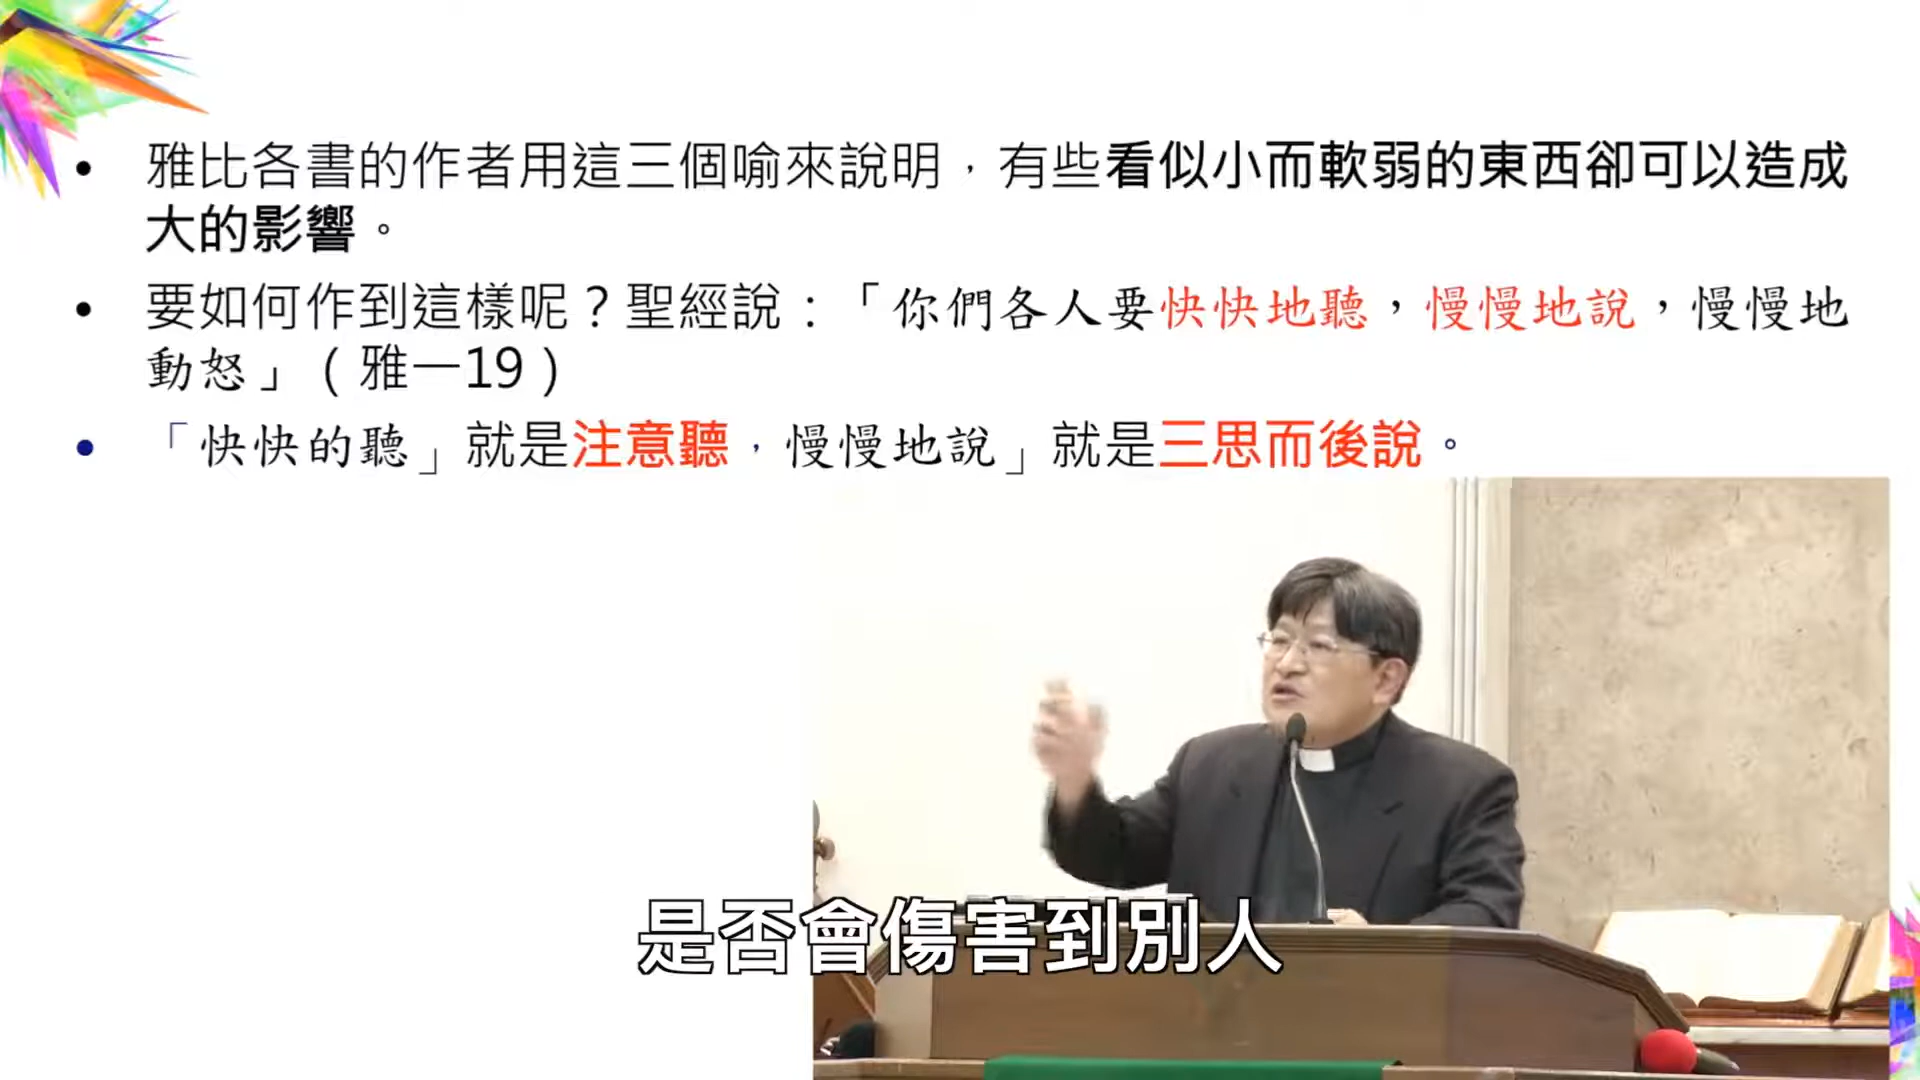 • 雅比各書的作者用這三個喻來說明，有些看似小而軟弱的東西卻可以造成
大的影響。
• 要如何作到這樣呢？聖經說：「你們各人要快快地聽，慢慢地說，慢慢地
動怒」（雅一19）
• 「快快的聽」就是注意聽，慢慢地說」就是三思而後說。
是否會傷害到別人